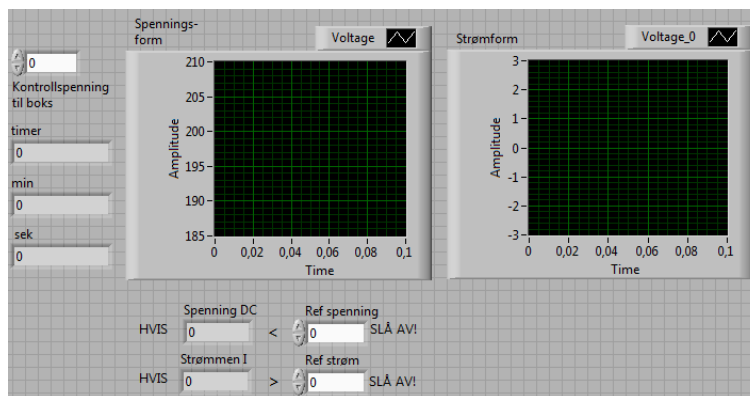 0
Kontrollspenning
til boks
timer
0
min
0
sek
0
Spennings-
form
Voltage
Amplitude
210
205
200
195
190
185
0 0,02 0,04 0,06 0,08 0,1
Time
Strømform
Voltage_0
Amplitude
3
2
1
0
-1
-2
-3
0 0,02 0,04 0,06 0,08 0,1
Time
Spenning DC Ref spenning
HVIS 0 < 0 SLÅ AV!
Strømmen I Ref strøm
HVIS 0 > 0 SLÅ AV!